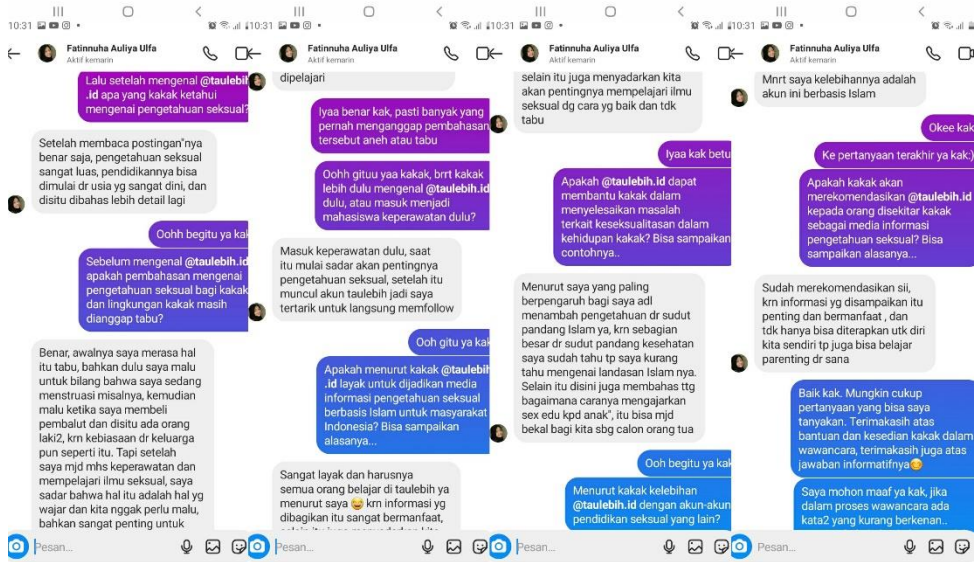 10:31
Fatinnuha Auliya Ulfa
Aktif kemarin
Lalu setelah mengenal @taulebih
.id apa yang kakak ketahui
mengenai pengetahuan seksual?
Setelah membaca postingan"nya
benar saja, pengetahuan seksual
sangat luas, pendidikannya bisa
dimulai dr usia yg sangat dini, dan
disitu dibahas lebih detail lagi
Oohh begitu ya kak
Sebelum mengenal @taulebih.id
apakah pembahasan mengenai
pengetahuan seksual bagi kakak
dan lingkungan kakak masih
dianggap tabu?
Benar, awalnya saya merasa hal
itu tabu, bahkan dulu saya malu
untuk bilang bahwa saya sedang
menstruasi misalnya, kemudian
malu ketika saya membeli
pembalut dan disitu ada orang
laki2, krn kebiasaan dr keluarga
pun seperti itu. Tapi setelah
saya mjd mhs keperawatan dan
mempelajari ilmu seksual, saya
sadar bahwa hal itu adalah hal yg
wajar dan kita nggak perlu malu,
bahkan sangat penting untuk
Pesan...
10:31
Fatinnuha Auliya Ulfa
Aktif kemarin
dipelajari
Iyaa benar kak, pasti banyak yang
pernah menganggap pembahasan
tersebut aneh atau tabu
Oohh gituu yaa kakak, brrt kakak
lebih dulu mengenal @taulebih.id
dulu, atau masuk menjadi
mahasiswa keperawatan dulu?
Masuk keperawatan dulu, saat
itu mulai sadar akan pentingnya
pengetahuan seksual, setelah itu
muncul akun taulebih jadi saya
tertarik untuk langsung memfollow
Ooh gitu ya kak
Apakah menurut kakak @taulebih
.id layak untuk dijadikan media
informasi pengetahuan seksual
berbasis Islam untuk masyarakat
Indonesia? Bisa sampaikan
alasanya...
Sangat layak dan harusnya
semua orang belajar di taulebih ya
menurut saya 😄 krn informasi yg
dibagikan itu sangat bermanfaat,
selain itu juga menyadarkan kita
Pesan...
10:31
Fatinnuha Auliya Ulfa
Aktif kemarin
selain itu juga menyadarkan kita
akan pentingnya mempelajari ilmu
seksual dg cara yg baik dan tdk
tabu
Iyaa kak betu
Apakah @taulebih.id dapat
membantu kakak dalam
menyelesaikan masalah
terkait keseksualitasan dalam
kehidupan kakak? Bisa sampaikan
contohnya..
Menurut saya yang paling
berpengaruh bagi saya adl
menambah pengetahuan dr sudut
pandang Islam ya, krn sebagian
besar dr sudut pandang kesehatan
saya sudah tahu tp saya kurang
tahu mengenai landasan Islam nya.
Selain itu disini juga membahas ttg
bagaimana caranya mengajarkan
sex edu kpd anak", itu bisa mjd
bekal bagi kita sbg calon orang tua
Ooh begitu ya kak
Menurut kakak kelebihan
@taulebih.id dengan akun-akun
pendidikan seksual yang lain?
Pesan...
10:31
Fatinnuha Auliya Ulfa
Aktif kemarin
Mnrt saya kelebihannya adalah
akun ini berbasis Islam
Okee kak
Ke pertanyaan terakhir ya kak:)
Apakah kakak akan
merekomendasikan @taulebih.id
kepada orang disekitar kakak
sebagai media informasi
pengetahuan seksual? Bisa
sampaikan alasanya...
Sudah merekomendasikan sii,
krn informasi yg disampaikan itu
penting dan bermanfaat , dan
tdk hanya bisa diterapkan utk diri
kita sendiri tp juga bisa belajar
parenting dr sana
Baik kak. Mungkin cukup
pertanyaan yang bisa saya
tanyakan. Terimakasih atas
bantuan dan kesedian kakak dalam
wawancara, terimakasih juga atas
jawaban informatifnya😊
Saya mohon maaf ya kak, jika
dalam proses wawancara ada
kata2 yang kurang berkenan..
Pesan...